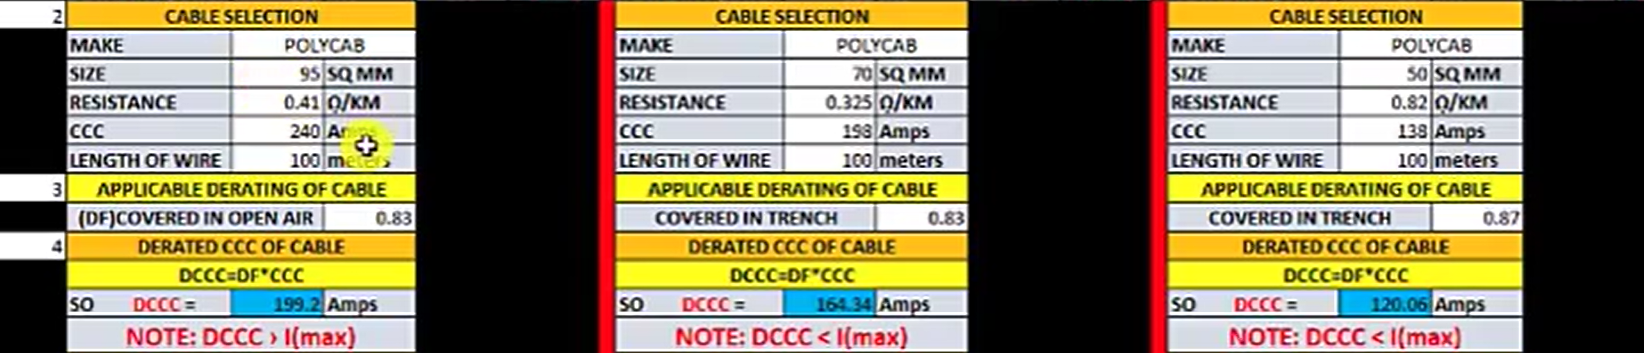 2 CABLE SELECTION
MAKE POLYCAB
SIZE 95 SQ MM
RESISTANCE 0.41 Ω/KM
CCC 240 Amps
LENGTH OF WIRE 100 meters
3 APPLICABLE DERATING OF CABLE
(DF)COVERED IN OPEN AIR 0.83
4 DERATED CCC OF CABLE
DCCC=DF*CCC
SO DCCC = 199.2 Amps
NOTE: DCCC > I(max)
CABLE SELECTION
MAKE POLYCAB
SIZE 70 SQ MM
RESISTANCE 0.325 Ω/KM
CCC 198 Amps
LENGTH OF WIRE 100 meters
APPLICABLE DERATING OF CABLE
COVERED IN TRENCH 0.83
DERATED CCC OF CABLE
DCCC=DF*CCC
SO DCCC = 164.34 Amps
NOTE: DCCC < I(max)
CABLE SELECTION
MAKE POLYCAB
SIZE 50 SQ MM
RESISTANCE 0.82 Ω/KM
CCC 138 Amps
LENGTH OF WIRE 100 meters
APPLICABLE DERATING OF CABLE
COVERED IN TRENCH 0.87
DERATED CCC OF CABLE
DCCC=DF*CCC
SO DCCC = 120.06 Amps
NOTE: DCCC < I(max)